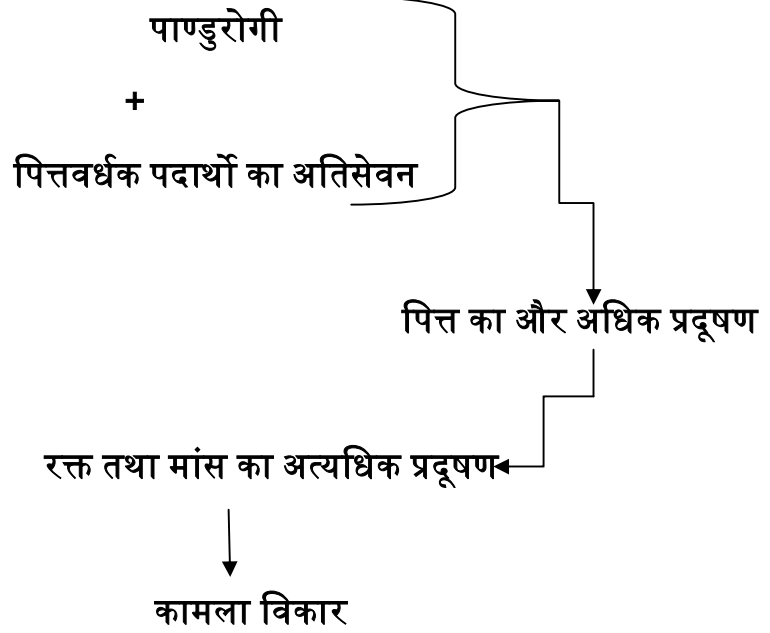 पाण्डुरोगी
+
पित्तवर्धक पदार्थो का अतिसेवन
पित्त का और अधिक प्रदूषण
रक्त तथा मांस का अत्यधिक प्रदूषण
कामला विकार